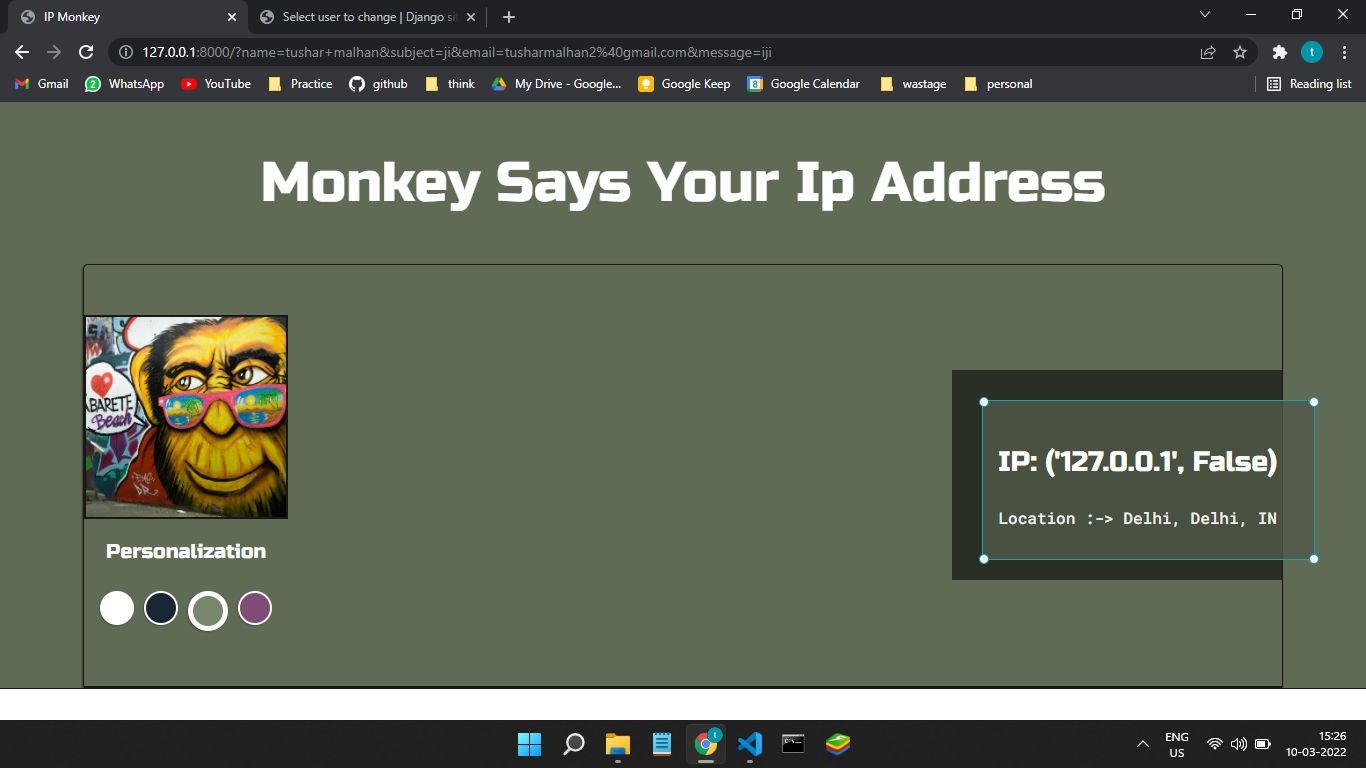 IP Monkey
Select user to change | Django si
127.0.0.1:8000/?name=tushar+malhan&subject=ji&email=tusharmalhan2%40gmail.com&message=iji
t
Gmail
2 WhatsApp
YouTube
Practice
github
think
My Drive - Google...
Google Keep
8 Google Calendar
wastage
personal
Reading list
Monkey Says Your Ip Address
BARETE
Beach
IP: ('127.0.0.1', False)
Location :-> Delhi, Delhi, IN
Personalization
t
ENG
US
15:26
10-03-2022